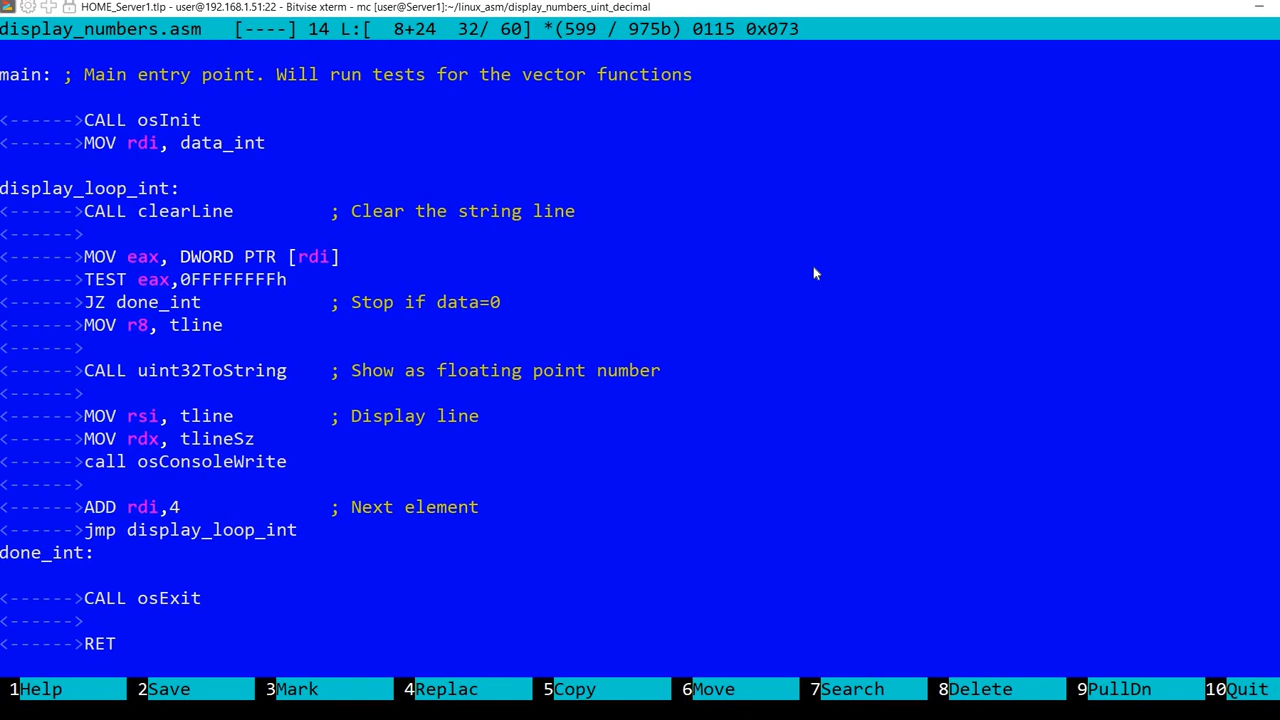 HOME_Server1.tlp - user@192.168.1.51:22 - Bitvise xterm - mc [user@Server1]:~/linux_asm/display_numbers_uint_decimal
display_numbers.asm   [----] 14 L:[  8+24  32/ 60] *(599 / 975b) 0115 0x073
main: ; Main entry point. Will run tests for the vector functions
<------>CALL osInit
<------>MOV rdi, data_int
display_loop_int:
<------>CALL clearLine         ; Clear the string line
<------>
<------>MOV eax, DWORD PTR [rdi]
<------>TEST eax,0FFFFFFFFh
<------>JZ done_int            ; Stop if data=0
<------>MOV r8, tline
<------>
<------>CALL uint32ToString    ; Show as floating point number
<------>
<------>MOV rsi, tline         ; Display line
<------>MOV rdx, tlineSz
<------>call osConsoleWrite
<------>
<------>ADD rdi,4              ; Next element
<------>jmp display_loop_int
done_int:
<------>CALL osExit
<------>
<------>RET
1Help 2Save 3Mark 4Replac 5Copy 6Move 7Search 8Delete 9PullDn 10Quit